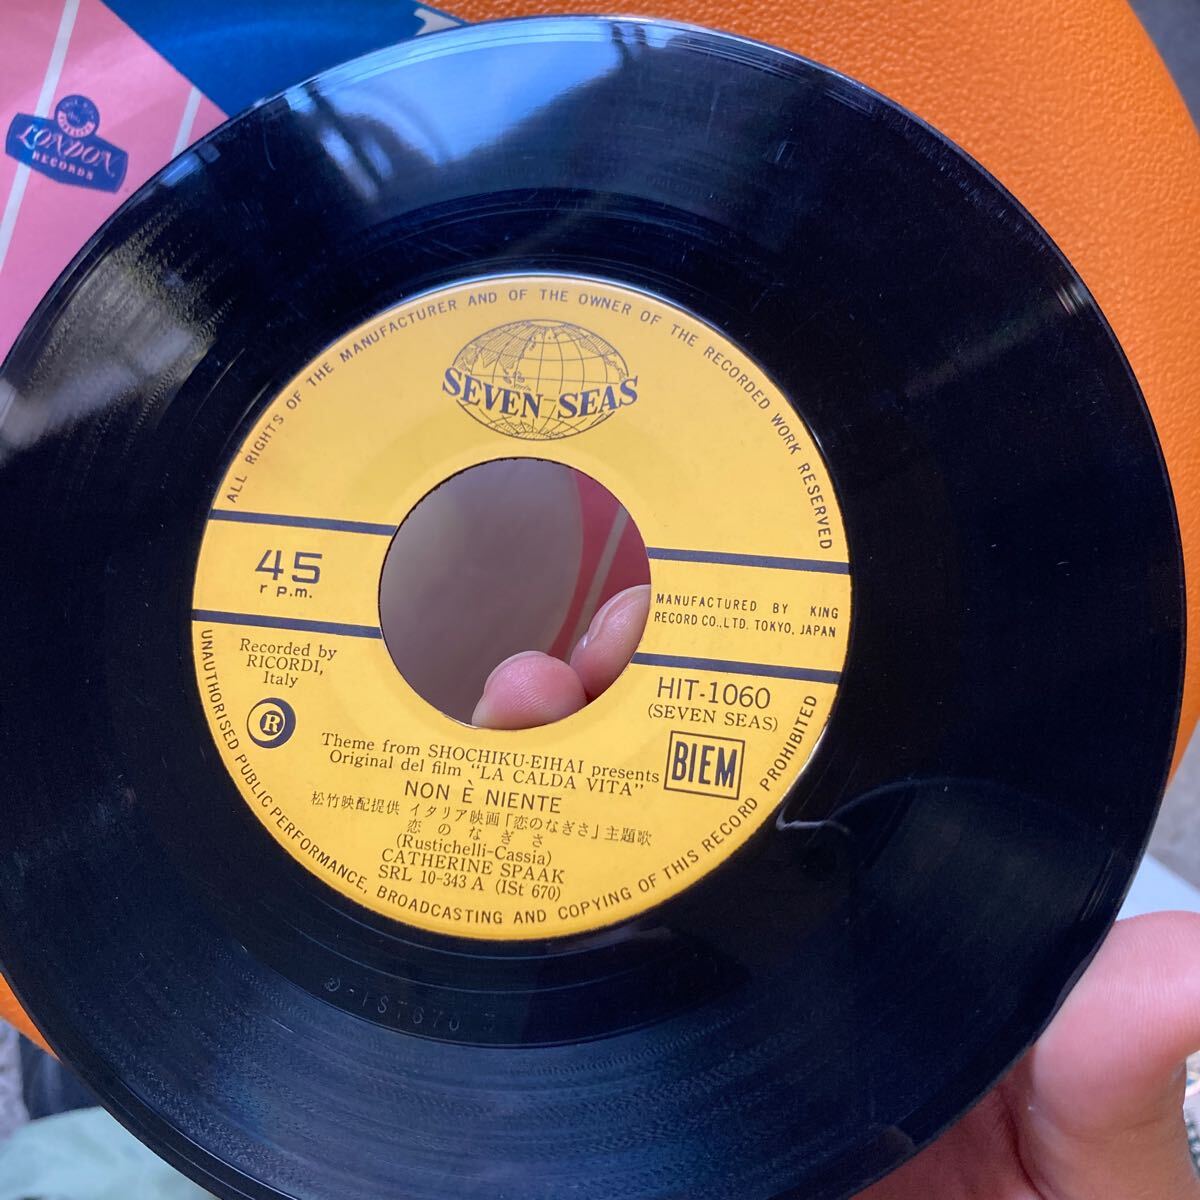 LONDON
RECORDS
ALL RIGHTS OF THE MANUFACTURER AND OF THE OWNER OF THE RECORDED WORK RESERVED
SEVEN SEAS
45
r p.m.
MANUFACTURED BY KING
RECORD CO.,LTD. TOKYO, JAPAN
Recorded by
RICORDI,
Italy
R
HIT-1060
(SEVEN SEAS)
BIEM
Theme from SHOCHIKU-EIHAI presents
Original del film "LA CALDA VITA"
NON È NIENTE
松竹映配提供 イタリア映画「恋のなぎさ」主題歌
恋のなぎさ
(Rustichelli-Cassia)
CATHERINE SPAAK
SRL 10-343 A (ISt 670)
UNAUTHORISED PUBLIC PERFORMANCE, BROADCASTING AND COPYING OF THIS RECORD PROHIBITED